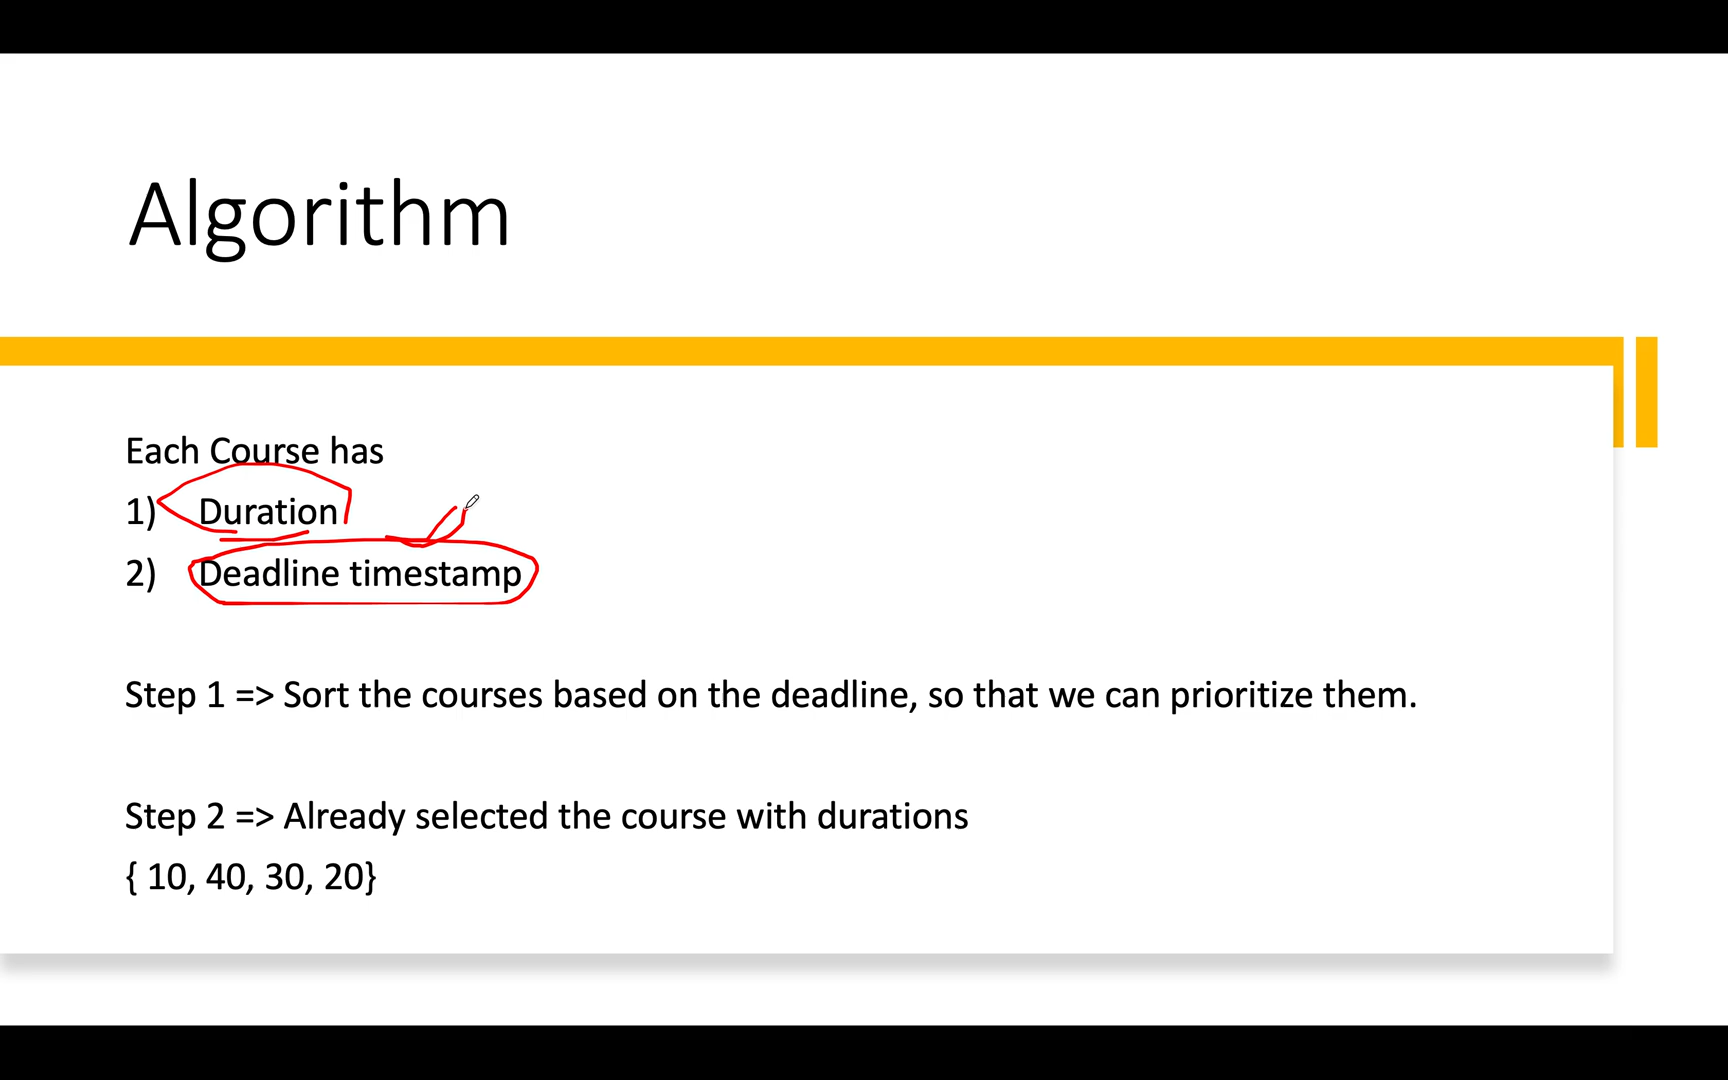 Algorithm
Each Course has
1) Duration
2) Deadline timestamp
Step 1 => Sort the courses based on the deadline, so that we can prioritize them.
Step 2 => Already selected the course with durations
{ 10, 40, 30, 20}